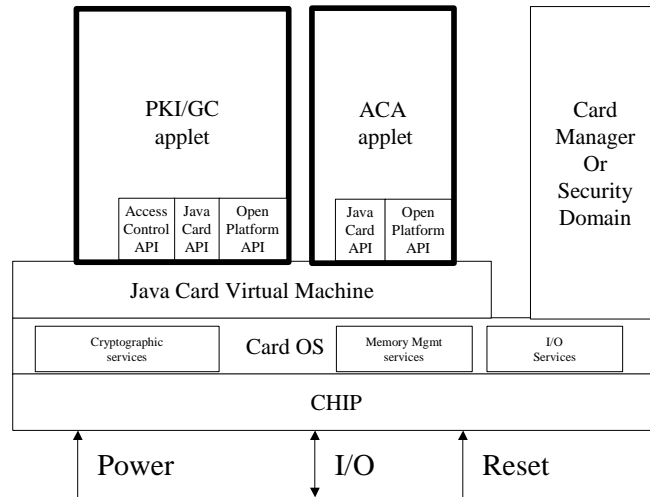 PKI/GC
applet
ACA
applet
Card
Manager
Or
Security
Domain
Access
Control
API
Java
Card
API
Open
Platform
API
Java
Card
API
Open
Platform
API
Java Card Virtual Machine
Cryptographic
services
Card OS
Memory Mgmt
services
I/O
Services
CHIP
Power
I/O
Reset